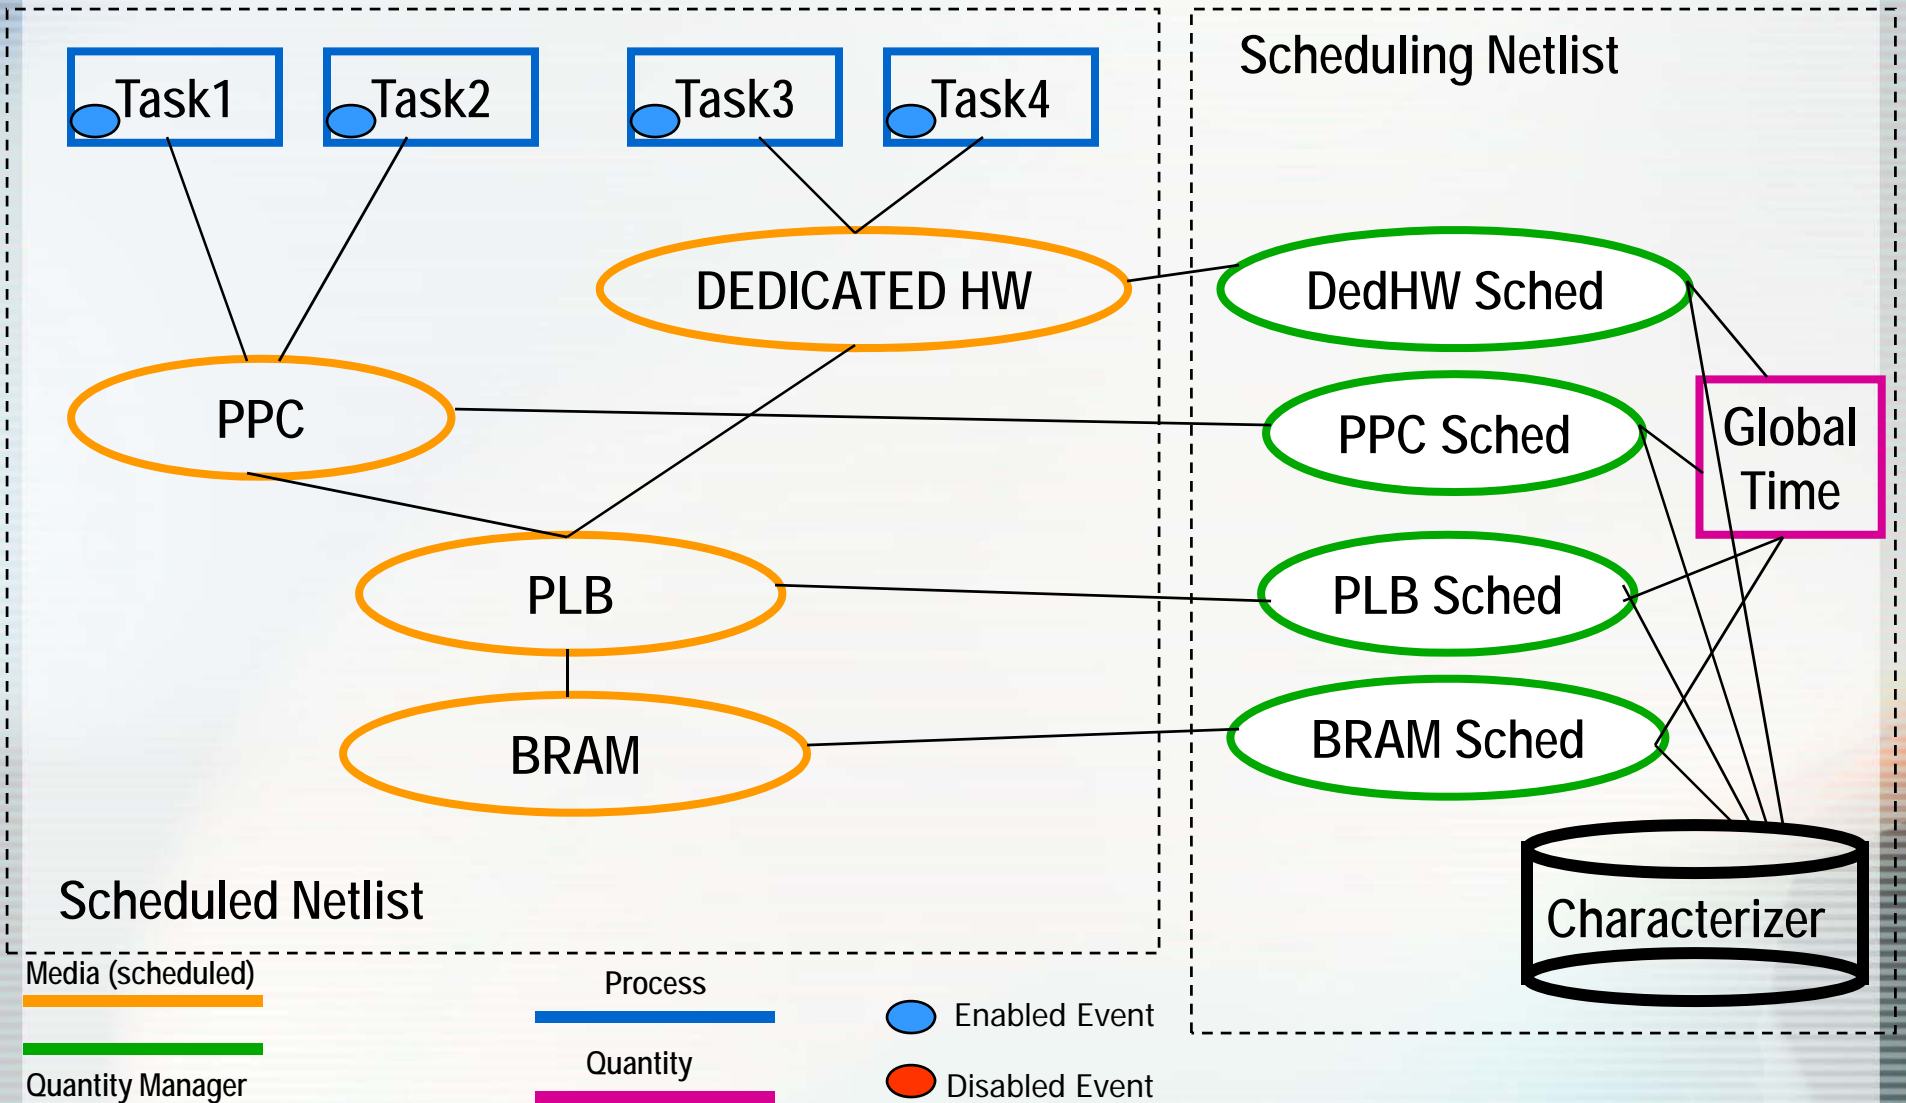 Scheduling Netlist
Task1
Task2
Task3
Task4
DEDICATED HW
DedHW Sched
PPC
PPC Sched
Global
Time
PLB
PLB Sched
BRAM
BRAM Sched
Scheduled Netlist
Characterizer
Media (scheduled)
Process
Enabled Event
Quantity Manager
Quantity
Disabled Event